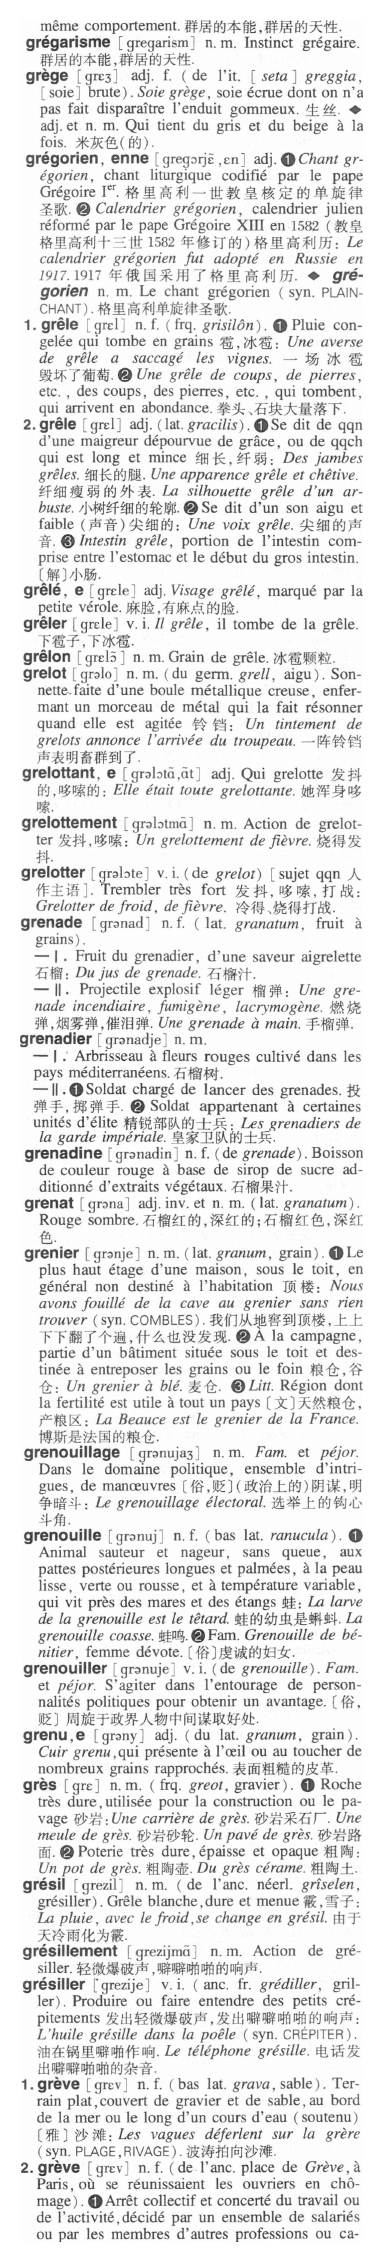 même comportement. 群居的本能,群居的天性.
grégarisme [gregarism] n. m. Instinct grégaire.
群居的本能,群居的天性.
grège [grɛʒ] adj. f. (de l'it. [seta] greggia,
[soie] brute). Soie grège, soie écrue dont on n'a
pas fait disparaître l'enduit gommeux. 生丝. ◆
adj. et n. m. Qui tient du gris et du beige à la
fois. 米灰色(的).
grégorien, enne [gregɔrjɛ̃,ɛn] adj. ❶ Chant gr-
égorien, chant liturgique codifié par le pape
Grégoire Iᵉʳ. 格里高利一世教皇核定的单旋律
圣歌. ❷ Calendrier grégorien, calendrier julien
réformé par le pape Grégoire XIII en 1582 (教皇
格里高利十三世 1582 年修订的)格里高利历: Le
calendrier grégorien fut adopté en Russie en
1917. 1917 年俄国采用了格里高利历. ◆ gré-
gorien n. m. Le chant grégorien (syn. PLAIN-
CHANT). 格里高利单旋律圣歌.
1. grêle [grɛl] n. f. (frq. grisilôn). ❶ Pluie con-
gelée qui tombe en grains 雹,冰雹: Une averse
de grêle a saccagé les vignes. 一场冰雹
毁坏了葡萄. ❷ Une grêle de coups, de pierres,
etc., des coups, des pierres, etc., qui tombent,
qui arrivent en abondance. 拳头、石块大量落下.
2. grêle [grɛl] adj. (lat. gracilis). ❶ Se dit de qqn
d'une maigreur dépourvue de grâce, ou de qqch
qui est long et mince 细长,纤弱: Des jambes
grêles. 细长的腿. Une apparence grêle et chétive.
纤细瘦弱的外表. La silhouette grêle d'un ar-
buste. 小树纤细的轮廓. ❷ Se dit d'un son aigu et
faible (声音)尖细的: Une voix grêle. 尖细的声
音. ❸ Intestin grêle, portion de l'intestin com-
prise entre l'estomac et le début du gros intestin.
[解]小肠.
grêlé, e [grɛle] adj. Visage grêlé, marqué par la
petite vérole. 麻脸,有麻点的脸.
grêler [grɛle] v. i. Il grêle, il tombe de la grêle.
下雹子,下冰雹.
grêlon [grɛlɔ̃] n. m. Grain de grêle. 冰雹颗粒.
grelot [grəlo] n. m. (du germ. grell, aigu). Son-
nette faite d'une boule métallique creuse, enfer-
mant un morceau de métal qui la fait résonner
quand elle est agitée 铃铛: Un tintement de
grelots annonce l'arrivée du troupeau. 一阵铃铛
声表明畜群到了.
grelottant, e [grəlɔtɑ̃,ɑ̃t] adj. Qui grelotte 发抖
的,哆嗦的: Elle était toute grelottante. 她浑身哆
嗦.
grelottement [grəlɔtmɑ̃] n. m. Action de grelot-
ter 发抖,哆嗦: Un grelottement de fièvre. 烧得发
抖.
grelotter [grəlɔte] v. i. (de grelot) [sujet qqn 人
作主语]. Trembler très fort 发抖,哆嗦,打战:
Grelotter de froid, de fièvre. 冷得、烧得打战.
grenade [grənad] n. f. (lat. granatum, fruit à
grains).
— Ⅰ. Fruit du grenadier, d'une saveur aigrelette
石榴: Du jus de grenade. 石榴汁.
— Ⅱ. Projectile explosif léger 榴弹: Une gre-
nade incendiaire, fumigène, lacrymogène. 燃烧
弹,烟雾弹,催泪弹. Une grenade à main. 手榴弹.
grenadier [grənadje] n. m.
— Ⅰ. Arbrisseau à fleurs rouges cultivé dans les
pays méditerranéens. 石榴树.
— Ⅱ. ❶ Soldat chargé de lancer des grenades. 投
弹手,掷弹手. ❷ Soldat appartenant à certaines
unités d'élite 精锐部队的士兵: Les grenadiers de
la garde impériale. 皇家卫队的士兵.
grenadine [grənadin] n. f. (de grenade). Boisson
de couleur rouge à base de sirop de sucre ad-
ditionné d'extraits végétaux. 石榴果汁.
grenat [grəna] adj. inv. et n. m. (lat. granatum).
Rouge sombre. 石榴红的,深红的;石榴红色,深红
色.
grenier [grənje] n. m. (lat. granum, grain). ❶ Le
plus haut étage d'une maison, sous le toit, en
général non destiné à l'habitation 顶楼: Nous
avons fouillé de la cave au grenier sans rien
trouver (syn. COMBLES). 我们从地窖到顶楼,上上
下下翻了个遍,什么也没发现. ❷ À la campagne,
partie d'un bâtiment située sous le toit et des-
tinée à entreposer les grains ou le foin 粮仓,谷
仓: Un grenier à blé. 麦仓. ❸ Litt. Région dont
la fertilité est utile à tout un pays [文]天然粮仓,
产粮区: La Beauce est le grenier de la France.
博斯是法国的粮仓.
grenouillage [grənujaʒ] n. m. Fam. et péjor.
Dans le domaine politique, ensemble d'intri-
gues, de manœuvres [俗,贬](政治上的)阴谋,明
争暗斗: Le grenouillage électoral. 选举上的钩心
斗角.
grenouille [grənuj] n. f. (bas lat. ranucula). ❶
Animal sauteur et nageur, sans queue, aux
pattes postérieures longues et palmées, à la peau
lisse, verte ou rousse, et à température variable,
qui vit près des mares et des étangs 蛙: La larve
de la grenouille est le têtard. 蛙的幼虫是蝌蚪. La
grenouille coasse. 蛙鸣. ❷ Fam. Grenouille de bé-
nitier, femme dévote. [俗]虔诚的妇女.
grenouiller [grənuje] v. i. (de grenouille). Fam.
et péjor. S'agiter dans l'entourage de person-
nalités politiques pour obtenir un avantage. [俗,
贬] 周旋于政界人物中间谋取好处.
grenu, e [grəny] adj. (du lat. granum, grain).
Cuir grenu, qui présente à l'œil ou au toucher de
nombreux grains rapprochés. 表面粗糙的皮革.
grès [grɛ] n. m. (frq. greot, gravier). ❶ Roche
très dure, utilisée pour la construction ou le pa-
vage 砂岩: Une carrière de grès. 砂岩采石厂. Une
meule de grès. 砂岩砂轮. Un pavé de grès. 砂岩路
面. ❷ Poterie très dure, épaisse et opaque 粗陶:
Un pot de grès. 粗陶壶. Du grès cérame. 粗陶土.
grésil [grezil] n. m. (de l'anc. néerl. grîselen,
grésiller). Grêle blanche, dure et menue 霰,雪子:
La pluie, avec le froid, se change en grésil. 由于
天冷雨化为霰.
grésillement [grezijmɑ̃] n. m. Action de gré-
siller. 轻微爆破声,噼噼啪啪的响声.
grésiller [grezije] v. i. (anc. fr. grédiller, gril-
ler). Produire ou faire entendre des petits cré-
pitements 发出轻微爆破声,发出噼噼啪啪的响声:
L'huile grésille dans la poêle (syn. CRÉPITER).
油在锅里噼啪作响. Le téléphone grésille. 电话发
出噼噼啪啪的杂音.
1. grève [grɛv] n. f. (bas lat. grava, sable). Ter-
rain plat, couvert de gravier et de sable, au bord
de la mer ou le long d'un cours d'eau (soutenu)
[雅] 沙滩: Les vagues déferlent sur la grère
(syn. PLAGE, RIVAGE). 波涛拍向沙滩.
2. grève [grɛv] n. f. (de l'anc. place de Grève, à
Paris, où se réunissaient les ouvriers en chô-
mage). ❶ Arrêt collectif et concerté du travail ou
de l'activité, décidé par un ensemble de salariés
ou par les membres d'autres professions ou ca-